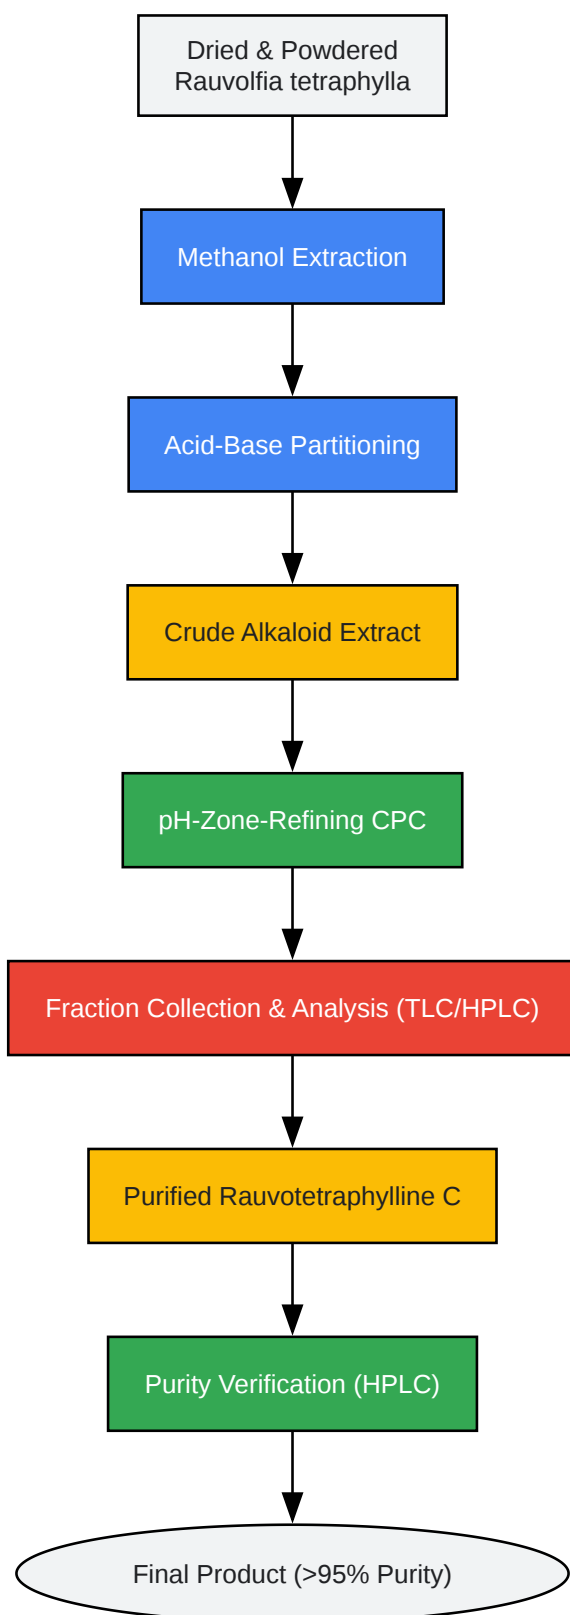 Dried & Powdered
Rauvolfia tetraphylla
Methanol Extraction
Acid-Base Partitioning
Crude Alkaloid Extract
pH-Zone-Refining CPC
Fraction Collection & Analysis (TLC/HPLC)
Purified Rauvotetraphylline C
Purity Verification (HPLC)
Final Product (>95% Purity)